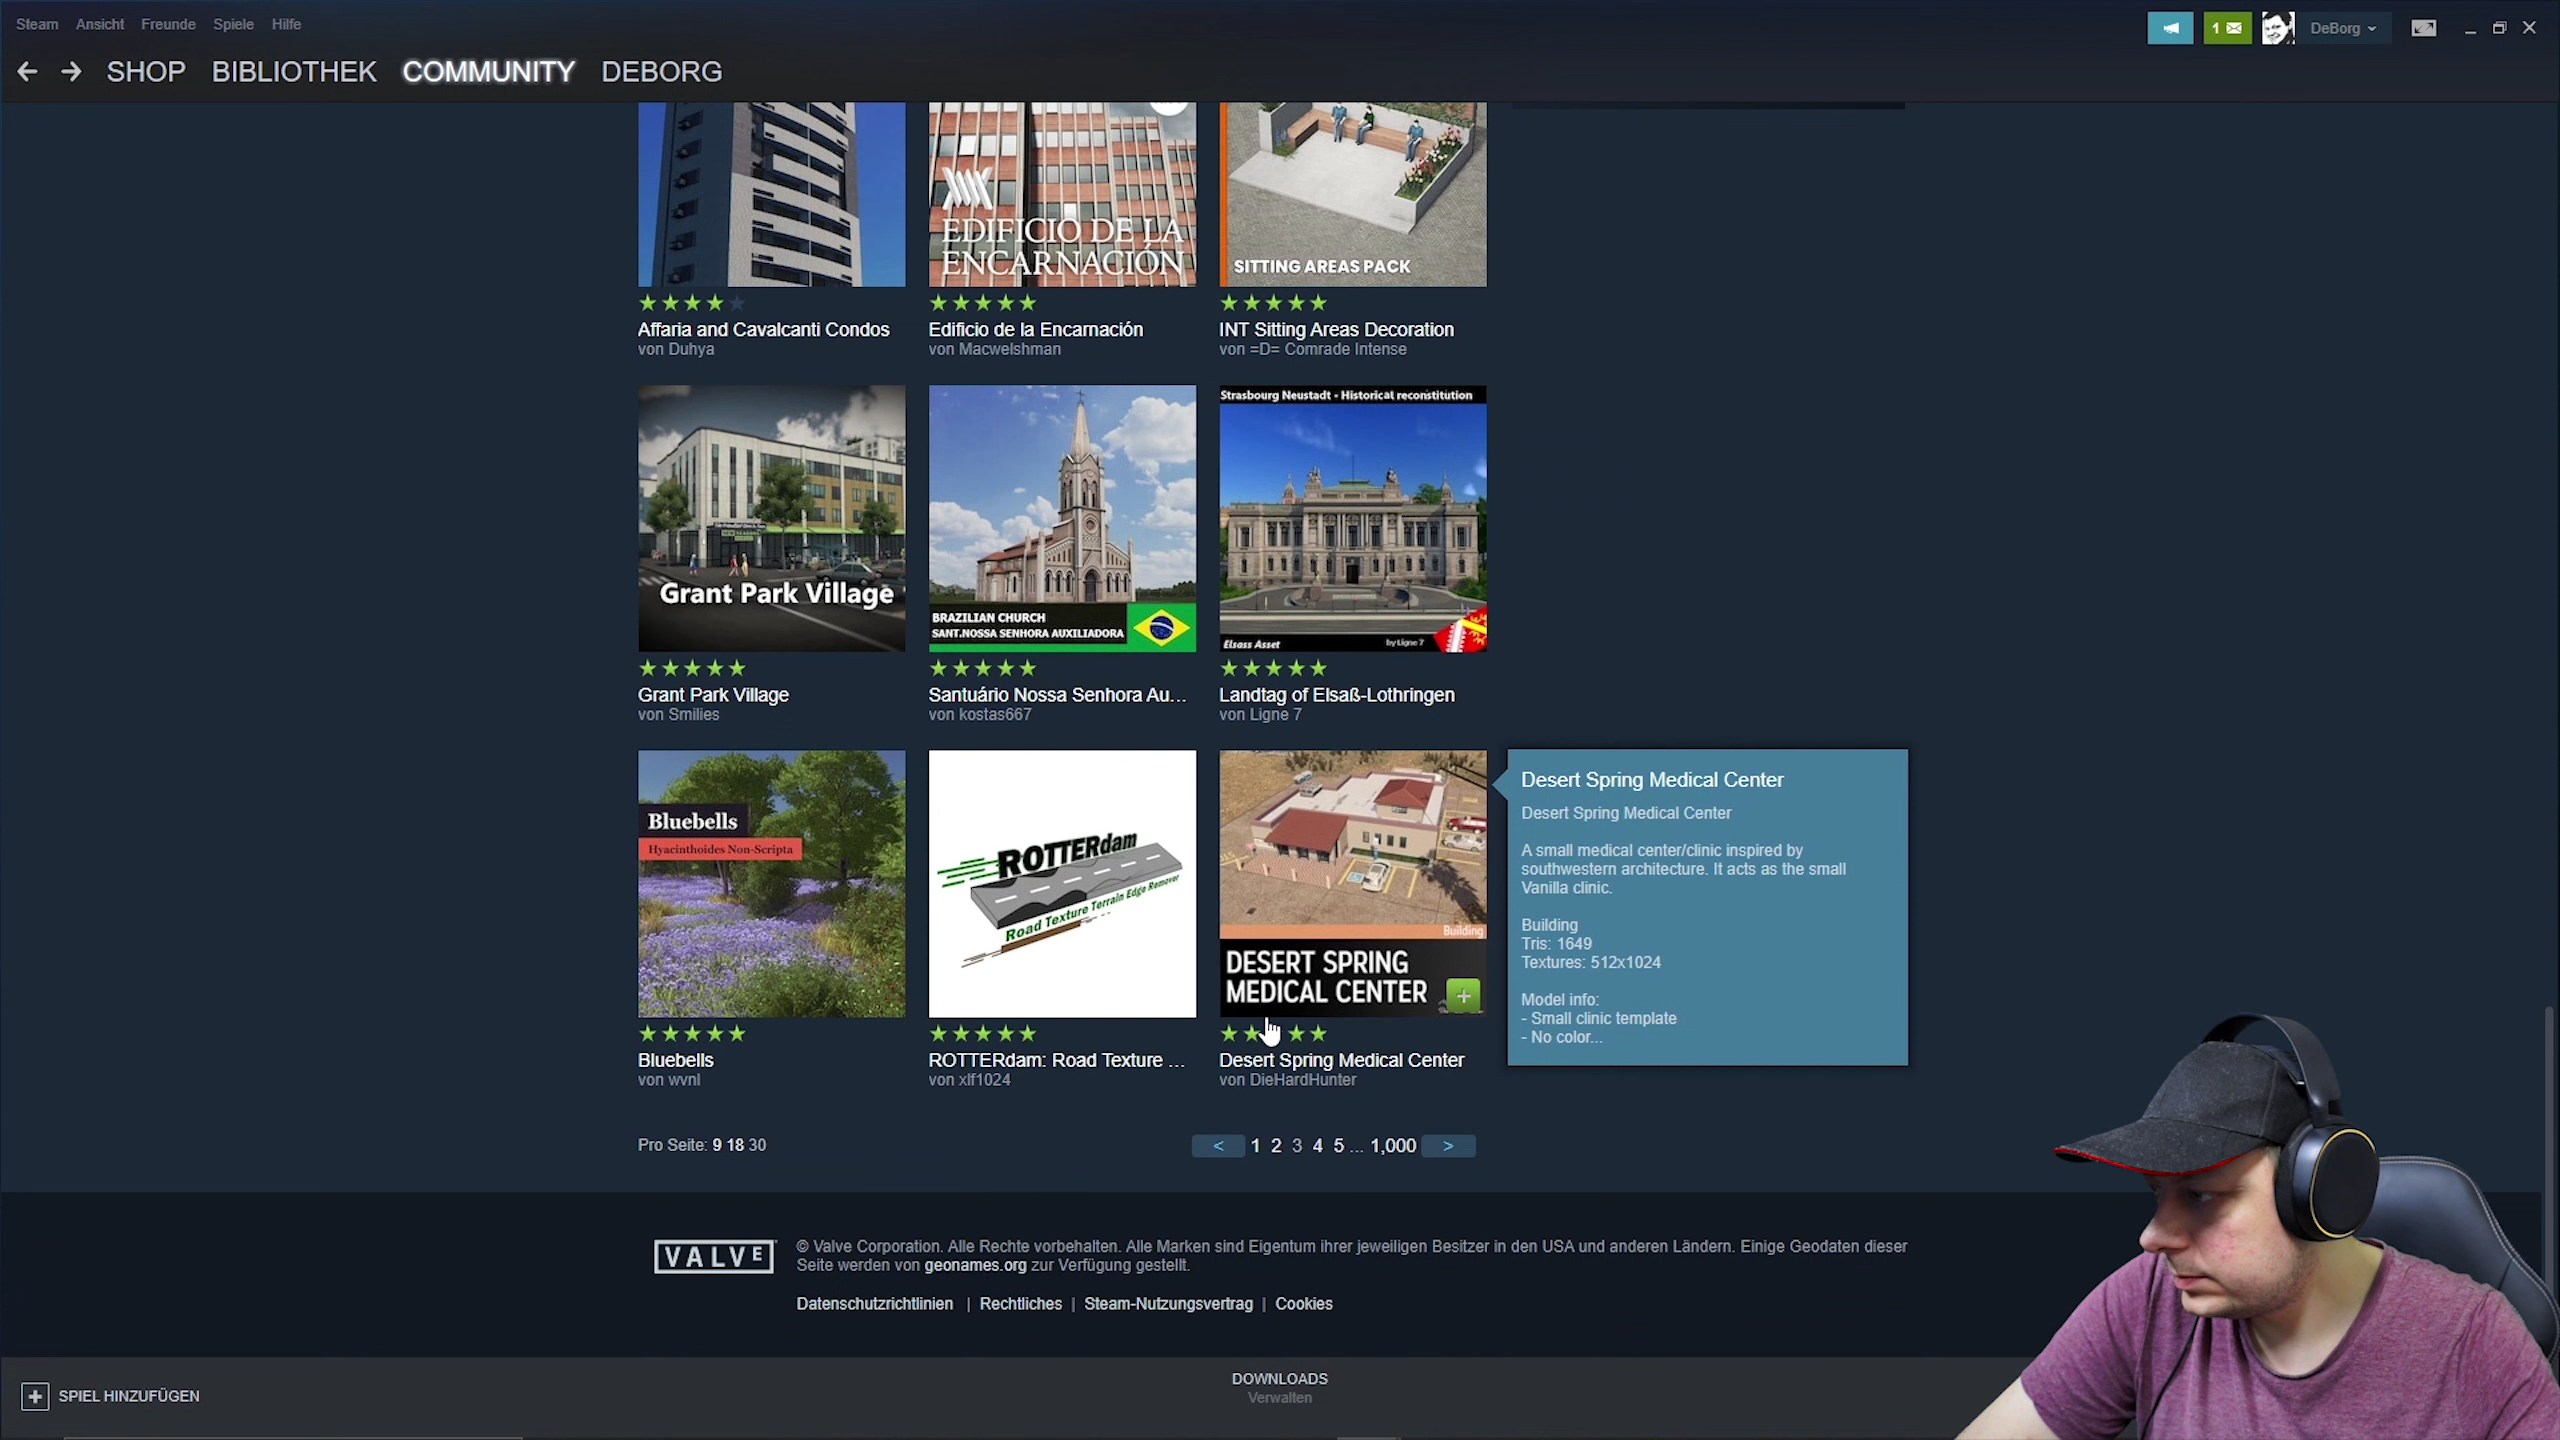 Steam Ansicht Freunde Spiele Hilfe
1
DeBorg
SHOP BIBLIOTHEK COMMUNITY DEBORG
EDIFICIO DE LA
ENCARNACIÓN
SITTING AREAS PACK
Affaria and Cavalcanti Condos
von Duhya
Edificio de la Encarnación
von Macwelshman
INT Sitting Areas Decoration
von =D= Comrade Intense
Grant Park Village
BRAZILIAN CHURCH
SANT.NOSSA SENHORA AUXILIADORA
Strasbourg Neustadt - Historical reconstitution
Elsass Asset
by Ligne 7
Grant Park Village
von Smilies
Santuário Nossa Senhora Au...
von kostas667
Landtag of Elsaß-Lothringen
von Ligne 7
Bluebells
Hyacinthoides Non-Scripta
ROTTERdam
Road Texture Terrain Edge Remover
Building
DESERT SPRING
MEDICAL CENTER
Bluebells
von wvnl
ROTTERdam: Road Texture ...
von xlf1024
Desert Spring Medical Center
von DieHardHunter
Desert Spring Medical Center
Desert Spring Medical Center
A small medical center/clinic inspired by
southwestern architecture. It acts as the small
Vanilla clinic.
Building
Tris: 1649
Textures: 512x1024
Model info:
- Small clinic template
- No color...
Pro Seite: 9 18 30
< 1 2 3 4 5 ... 1,000 >
VALVE
© Valve Corporation. Alle Rechte vorbehalten. Alle Marken sind Eigentum ihrer jeweiligen Besitzer in den USA und anderen Ländern. Einige Geodaten dieser
Seite werden von geonames.org zur Verfügung gestellt.
Datenschutzrichtlinien | Rechtliches | Steam-Nutzungsvertrag | Cookies
SPIEL HINZUFÜGEN
DOWNLOADS
Verwalten